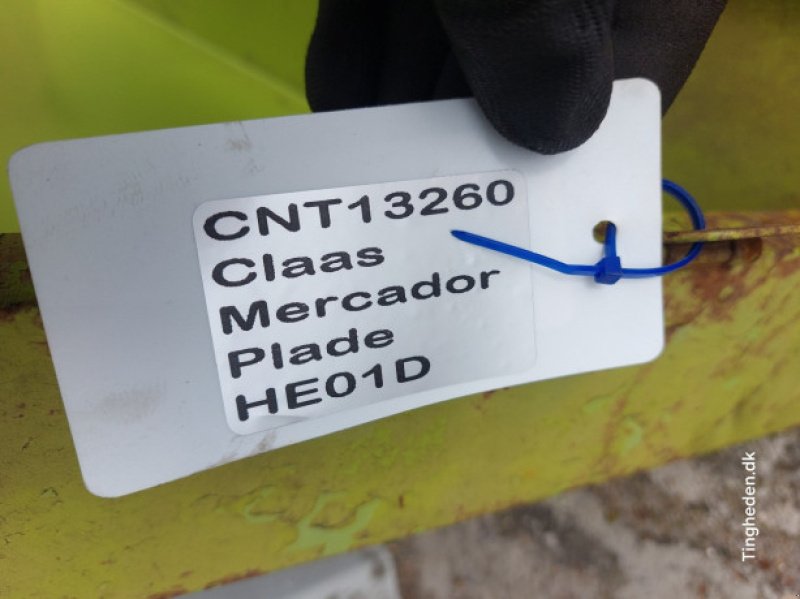 CNT13260
Claas
Mercador
Plade
HE01D
Tingheden.dk